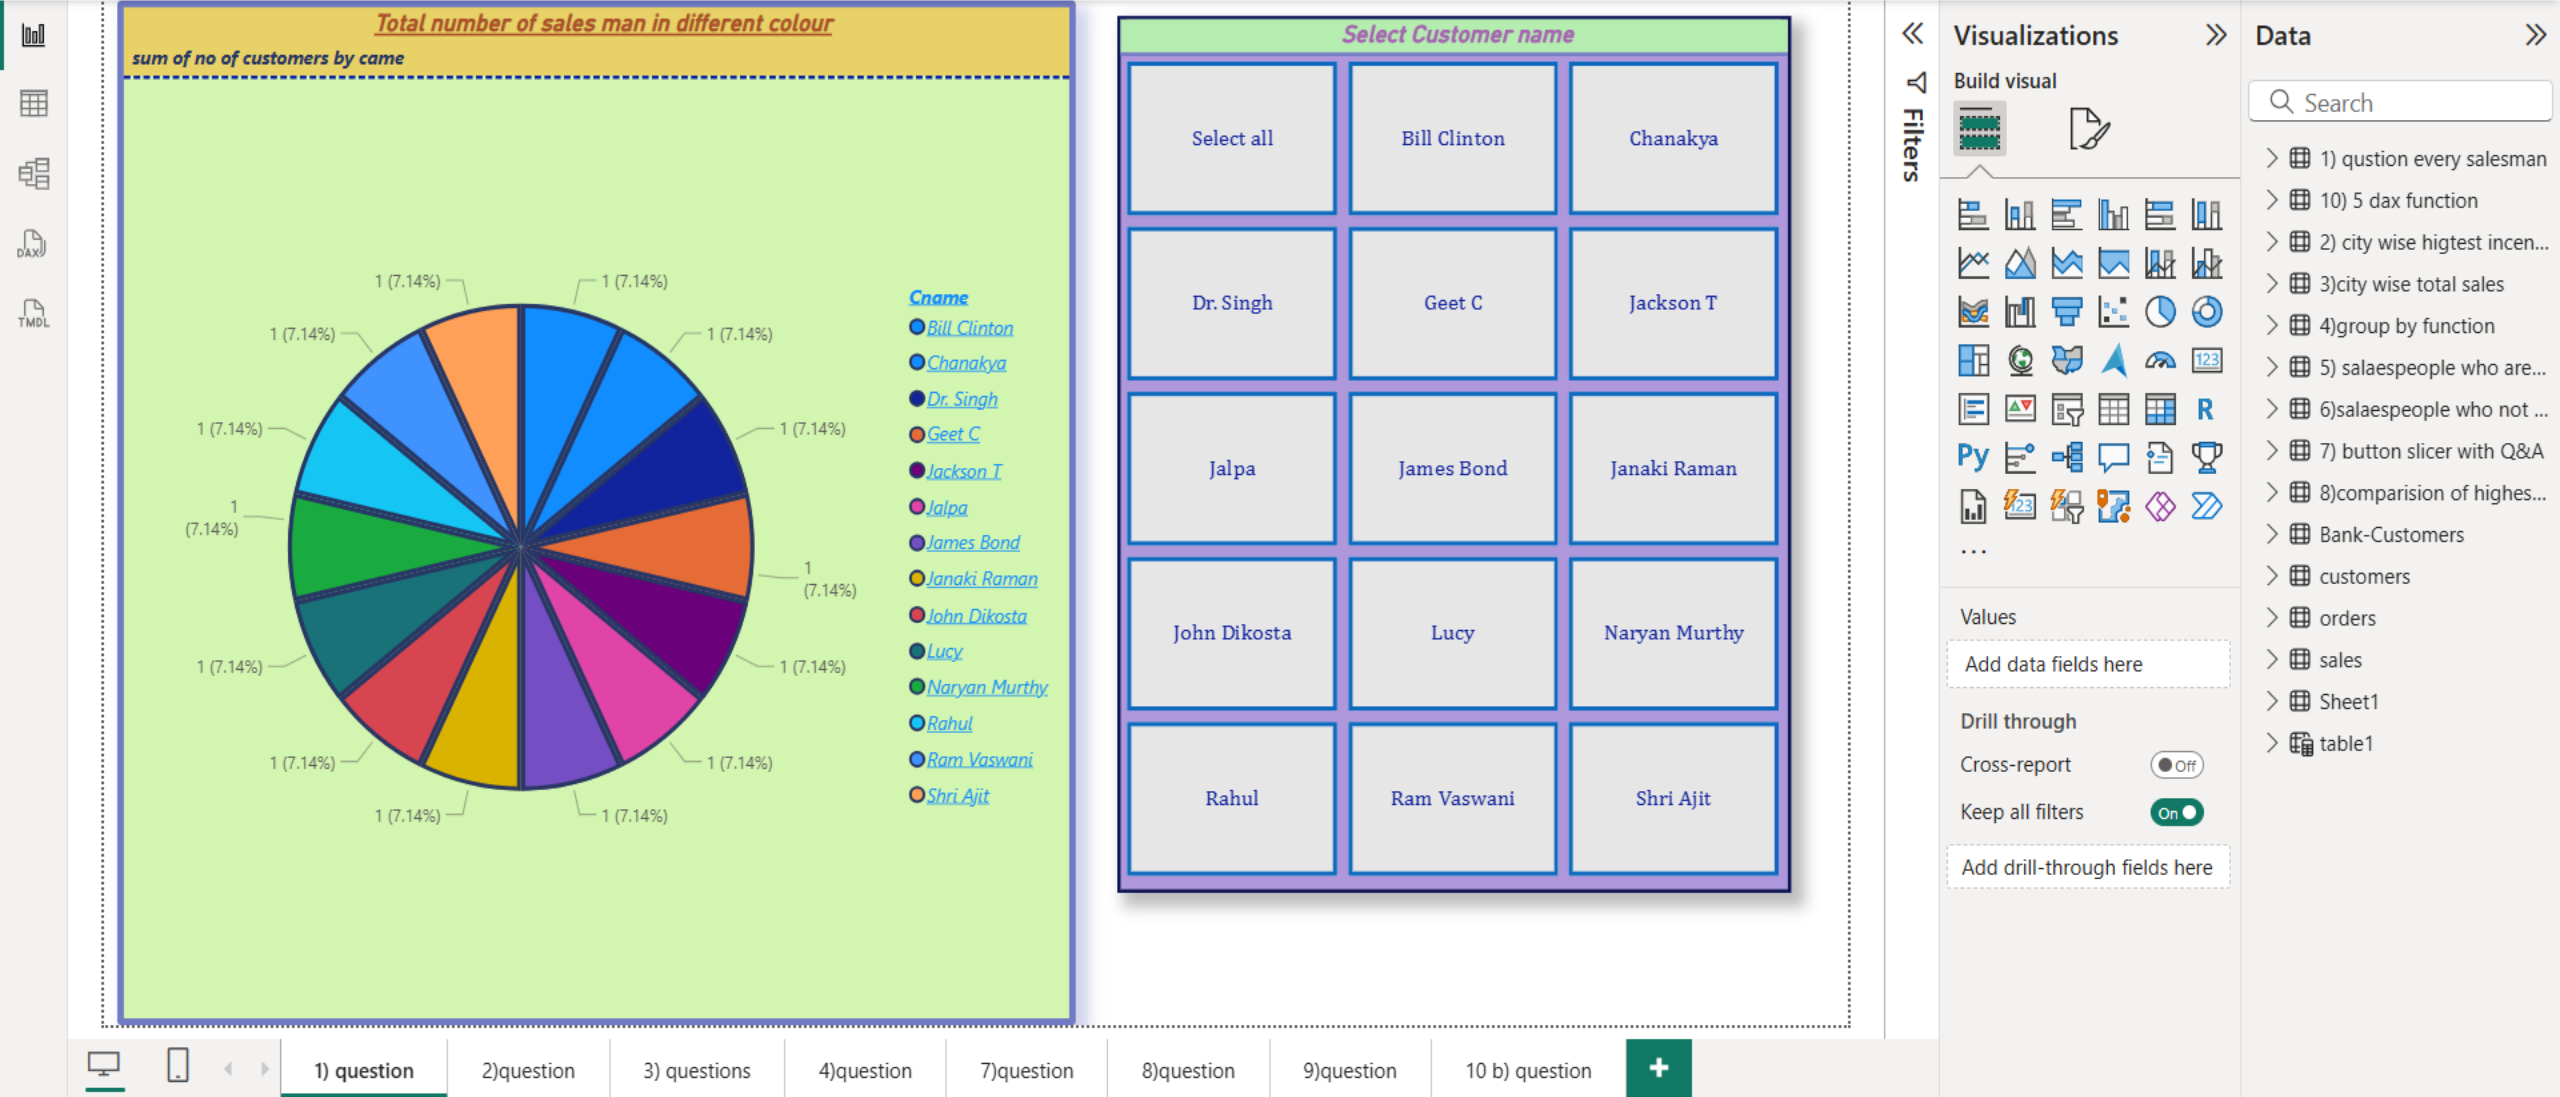 Total number of sales man in different colour
sum of no of customers by came
1 (7.14%)
1 (7.14%)
1 (7.14%)
1
(7.14%)
1 (7.14%)
1 (7.14%)
1 (7.14%)
1 (7.14%)
1 (7.14%)
1 (7.14%)
1
(7.14%)
1 (7.14%)
1 (7.14%)
1 (7.14%)
Cname
Bill Clinton
Chanakya
Dr. Singh
Geet C
Jackson T
Jalpa
James Bond
Janaki Raman
John Dikosta
Lucy
Naryan Murthy
Rahul
Ram Vaswani
Shri Ajit
Select Customer name
Select all
Bill Clinton
Chanakya
Dr. Singh
Geet C
Jackson T
Jalpa
James Bond
Janaki Raman
John Dikosta
Lucy
Naryan Murthy
Rahul
Ram Vaswani
Shri Ajit
DAX
TMDL
Filters
Visualizations
Build visual
123
R
Py
123
...
Values
Add data fields here
Drill through
Cross-report
Off
Keep all filters
On
Add drill-through fields here
Data
Search
1) qustion every salesman
10) 5 dax function
2) city wise higtest incen...
3)city wise total sales
4)group by function
5) salaespeople who are...
6)salaespeople who not ...
7) button slicer with Q&A
8)comparision of highes...
Bank-Customers
customers
orders
sales
Sheet1
table1
1) question
2)question
3) questions
4)question
7)question
8)question
9)question
10 b) question
+